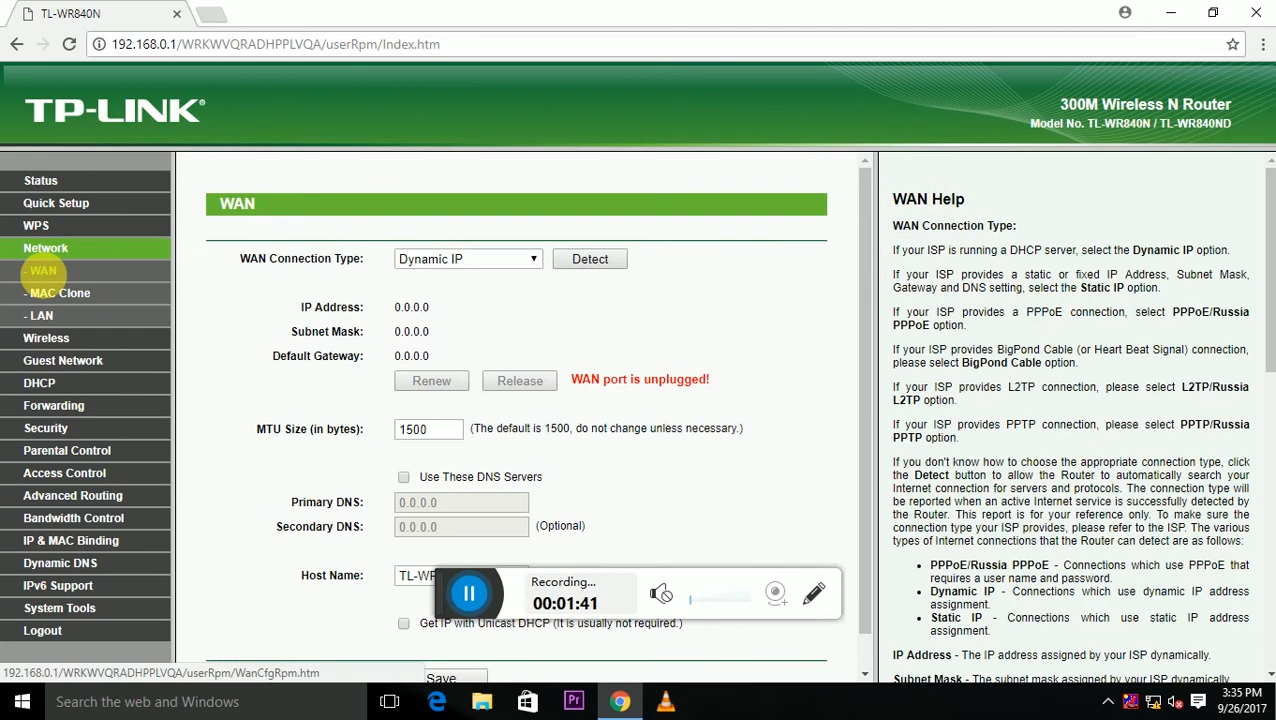 TL-WR840N
192.168.0.1/WRKWVQRADHPPLVQA/userRpm/Index.htm
TP-LINK®
300M Wireless N Router
Model No. TL-WR840N / TL-WR840ND
Status
Quick Setup
WPS
Network
- WAN
- MAC Clone
- LAN
Wireless
Guest Network
DHCP
Forwarding
Security
Parental Control
Access Control
Advanced Routing
Bandwidth Control
IP & MAC Binding
Dynamic DNS
IPv6 Support
System Tools
Logout
WAN
WAN Connection Type: Dynamic IP Detect
IP Address: 0.0.0.0
Subnet Mask: 0.0.0.0
Default Gateway: 0.0.0.0
Renew Release WAN port is unplugged!
MTU Size (in bytes): 1500 (The default is 1500, do not change unless necessary.)
Use These DNS Servers
Primary DNS: 0.0.0.0
Secondary DNS: 0.0.0.0 (Optional)
Host Name: TL-WR
Get IP with Unicast DHCP (It is usually not required.)
Save
Recording...
00:01:41
WAN Help
WAN Connection Type:
If your ISP is running a DHCP server, select the Dynamic IP option.
If your ISP provides a static or fixed IP Address, Subnet Mask,
Gateway and DNS setting, select the Static IP option.
If your ISP provides a PPPoE connection, select PPPoE/Russia
PPPoE option.
If your ISP provides BigPond Cable (or Heart Beat Signal) connection,
please select BigPond Cable option.
If your ISP provides L2TP connection, please select L2TP/Russia
L2TP option.
If your ISP provides PPTP connection, please select PPTP/Russia
PPTP option.
If you don't know how to choose the appropriate connection type, click
the Detect button to allow the Router to automatically search your
Internet connection for servers and protocols. The connection type will
be reported when an active Internet service is successfully detected by
the Router. This report is for your reference only. To make sure the
connection type your ISP provides, please refer to the ISP. The various
types of Internet connections that the Router can detect are as follows:
PPPoE/Russia PPPoE - Connections which use PPPoE that
requires a user name and password.
Dynamic IP - Connections which use dynamic IP address
assignment.
Static IP - Connections which use static IP address
assignment.
IP Address - The IP address assigned by your ISP dynamically.
Subnet Mask - The subnet mask assigned by your ISP dynamically.
192.168.0.1/WRKWVQRADHPPLVQA/userRpm/WanCfgRpm.htm
Search the web and Windows
3:35 PM
9/26/2017